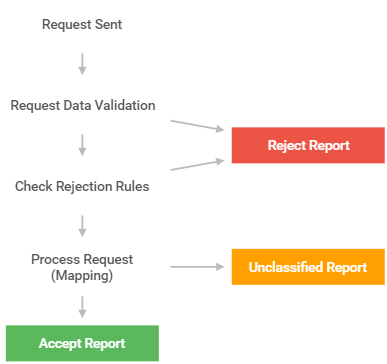 Request Sent
Request Data Validation
Reject Report
Check Rejection Rules
Process Request
(Mapping)
Unclassified Report
Accept Report